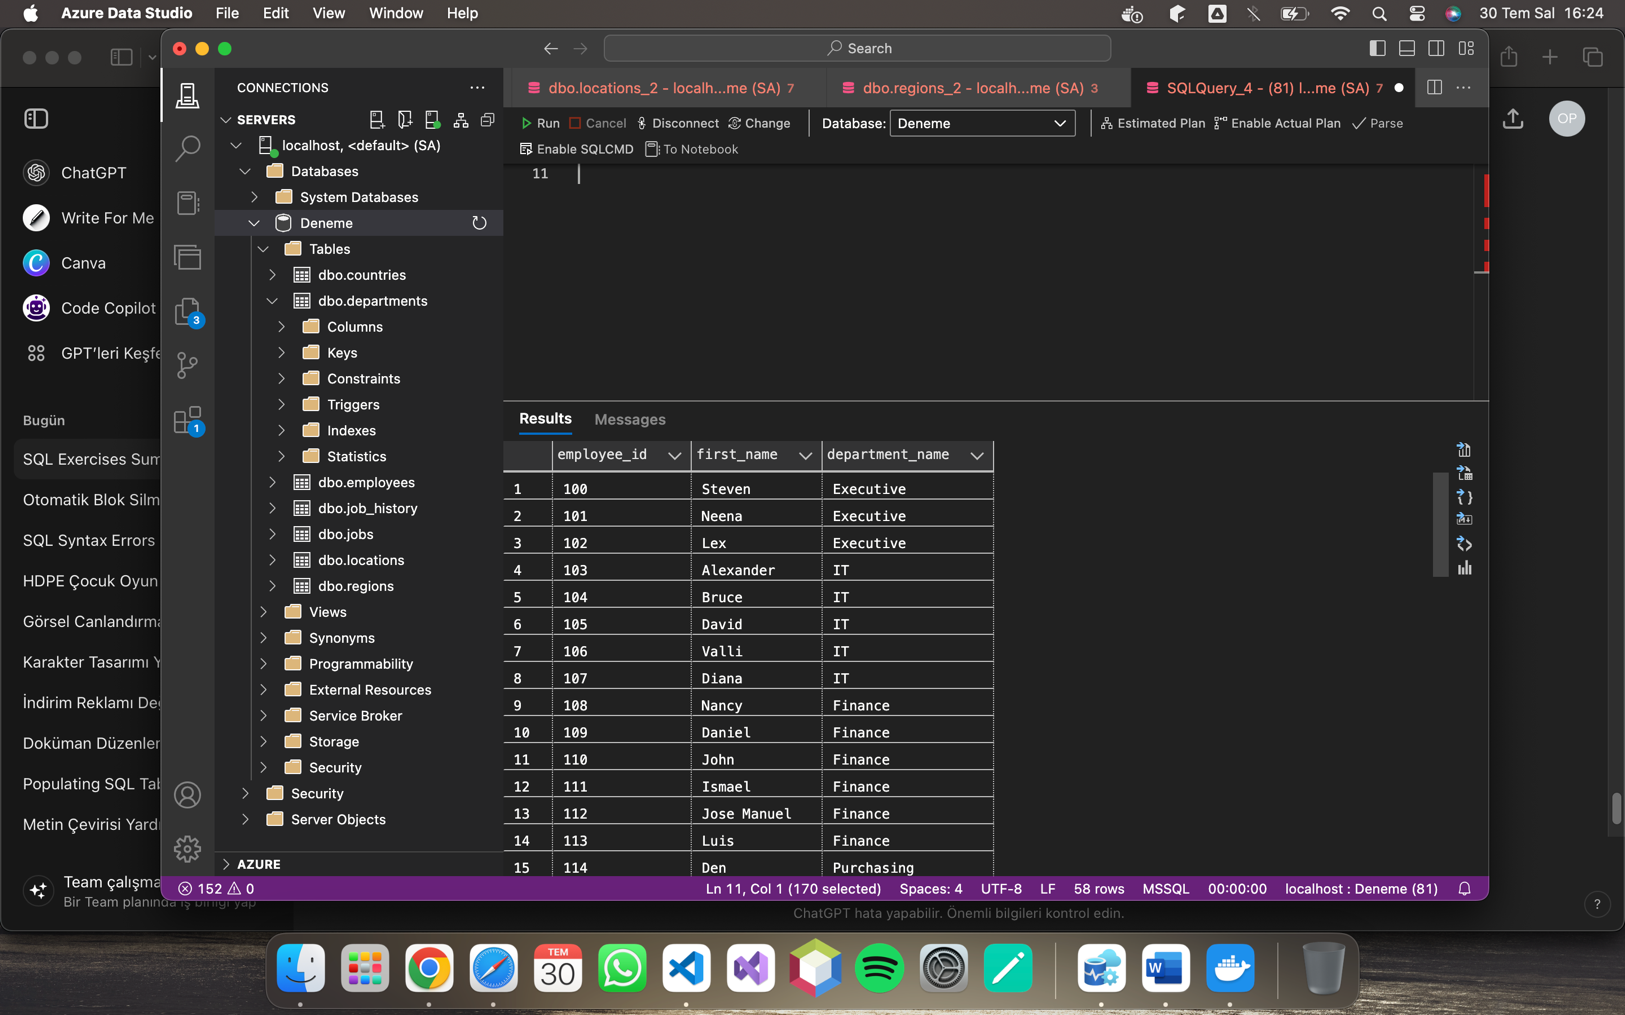 Azure Data Studio File Edit View Window Help 30 Tem Sal 16:24
Search
CONNECTIONS
dbo.locations_2 - localh...me (SA) 7
dbo.regions_2 - localh...me (SA) 3
SQLQuery_4 - (81) l...me (SA) 7
SERVERS
Run Cancel Disconnect Change Database: Deneme Estimated Plan Enable Actual Plan Parse
Enable SQLCMD To Notebook
11
localhost, <default> (SA)
Databases
System Databases
Deneme
Tables
dbo.countries
dbo.departments
Columns
Keys
Constraints
Triggers
Indexes
Statistics
dbo.employees
dbo.job_history
dbo.jobs
dbo.locations
dbo.regions
Views
Synonyms
Programmability
External Resources
Service Broker
Storage
Security
Security
Server Objects
AZURE
3
1
Results Messages
employee_id first_name department_name
1 100 Steven Executive
2 101 Neena Executive
3 102 Lex Executive
4 103 Alexander IT
5 104 Bruce IT
6 105 David IT
7 106 Valli IT
8 107 Diana IT
9 108 Nancy Finance
10 109 Daniel Finance
11 110 John Finance
12 111 Ismael Finance
13 112 Jose Manuel Finance
14 113 Luis Finance
15 114 Den Purchasing
152 0 Ln 11, Col 1 (170 selected) Spaces: 4 UTF-8 LF 58 rows MSSQL 00:00:00 localhost : Deneme (81)
ChatGPT
Write For Me
Canva
Code Copilot
GPT'leri Keşfe
Bugün
SQL Exercises Sum
Otomatik Blok Silm
SQL Syntax Errors
HDPE Çocuk Oyun
Görsel Canlandırma
Karakter Tasarımı Y
İndirim Reklamı De
Doküman Düzenler
Populating SQL Tab
Metin Çevirisi Yard
Team çalışma
Bir Team planında iş birliği yap
OP
ChatGPT hata yapabilir. Önemli bilgileri kontrol edin.
?
TEM
30
W